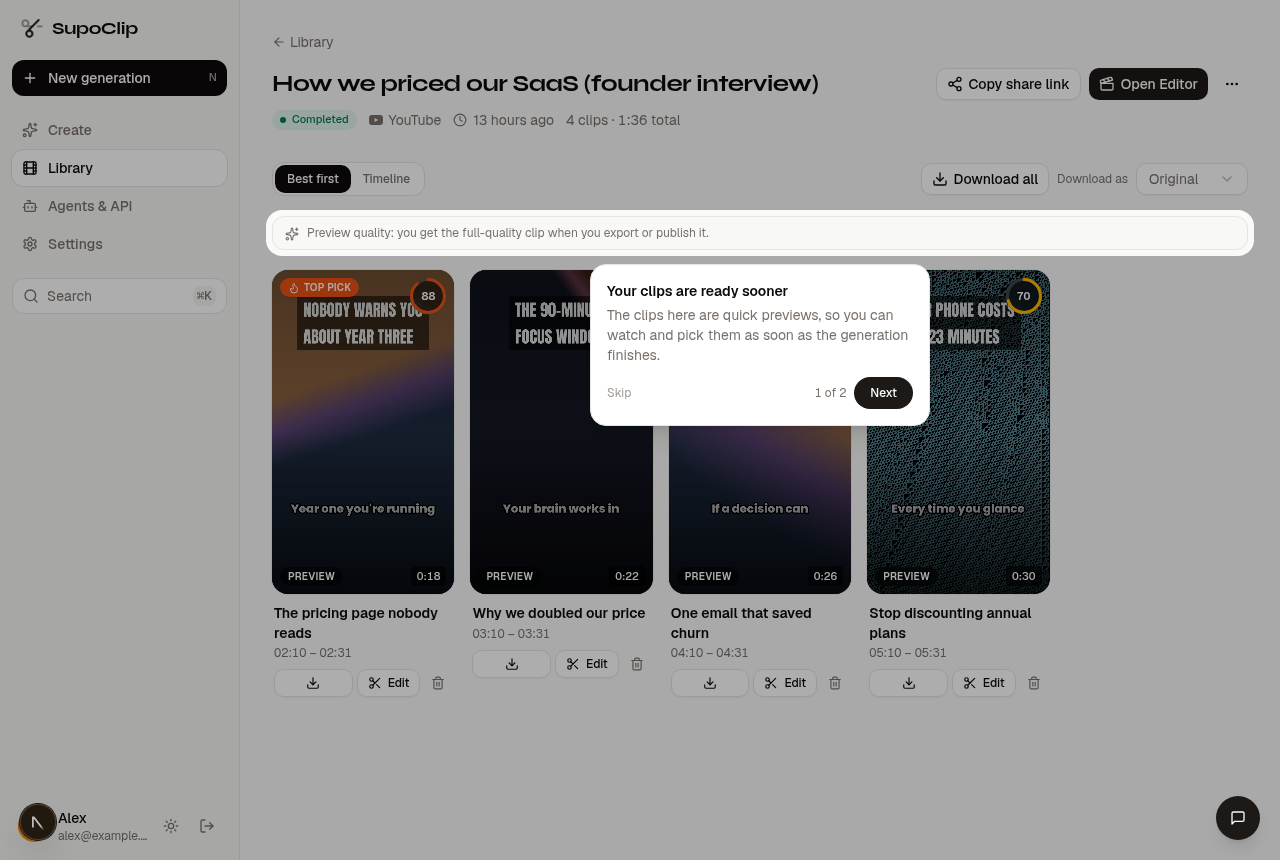 SupoClip
New generation N
Create
Library
Agents & API
Settings
Search ⌘K
Alex
alex@example....
Library
How we priced our SaaS (founder interview)
Copy share link
Open Editor
Completed
YouTube
13 hours ago
4 clips · 1:36 total
Best first
Timeline
Download all
Download as
Original
Preview quality: you get the full-quality clip when you export or publish it.
Your clips are ready sooner
The clips here are quick previews, so you can
watch and pick them as soon as the generation
finishes.
Skip
1 of 2
Next
TOP PICK
88
NOBODY WARNS YOU
ABOUT YEAR THREE
Year one you're running
PREVIEW
0:18
The pricing page nobody
reads
02:10 – 02:31
Edit
THE 90-MINU
FOCUS WIND
Your brain works in
PREVIEW
0:22
Why we doubled our price
03:10 – 03:31
Edit
If a decision can
PREVIEW
0:26
One email that saved
churn
04:10 – 04:31
Edit
70
PHONE COSTS
23 MINUTES
Every time you glance
PREVIEW
0:30
Stop discounting annual
plans
05:10 – 05:31
Edit